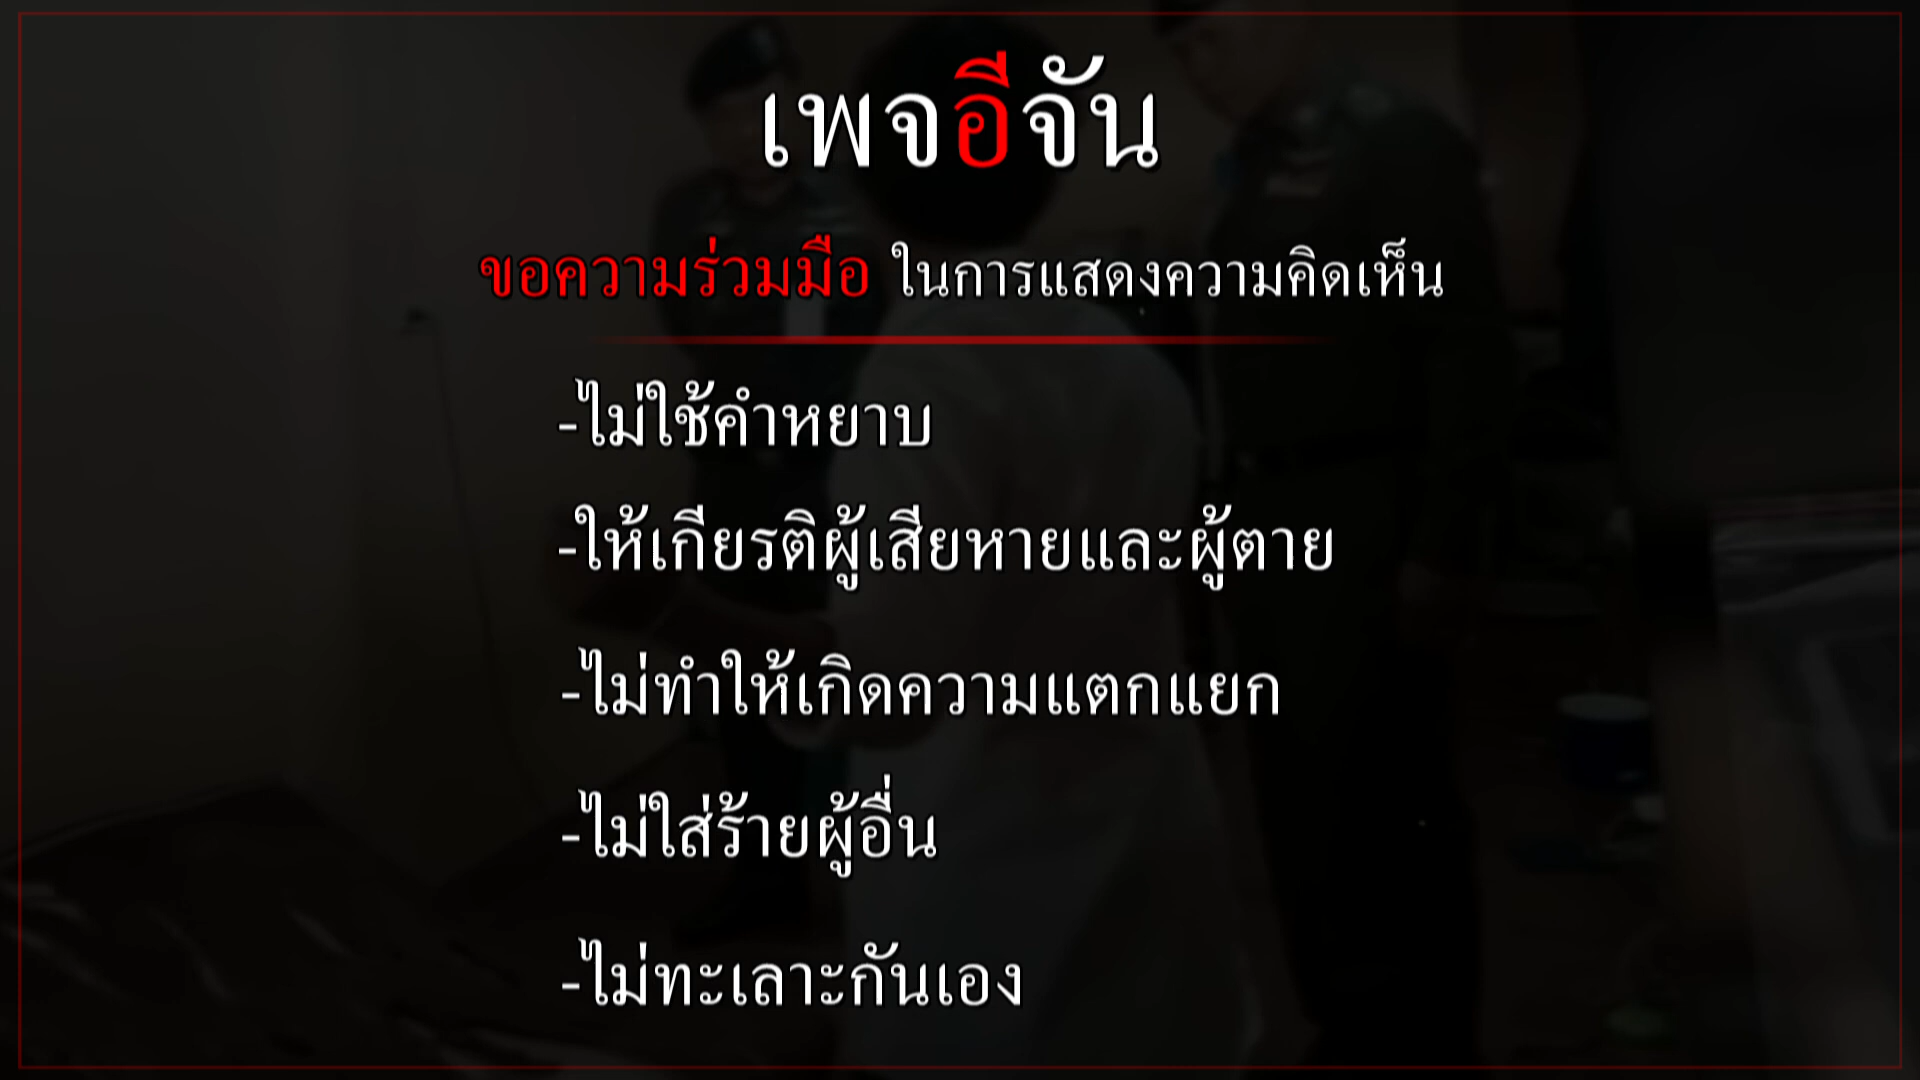 เพจอีจัน
ขอความร่วมมือ ในการแสดงความคิดเห็น
-ไม่ใช้คำหยาบ
-ให้เกียรติผู้เสียหายและผู้ตาย
-ไม่ทำให้เกิดความแตกแยก
-ไม่ใส่ร้ายผู้อื่น
-ไม่ทะเลาะกันเอง